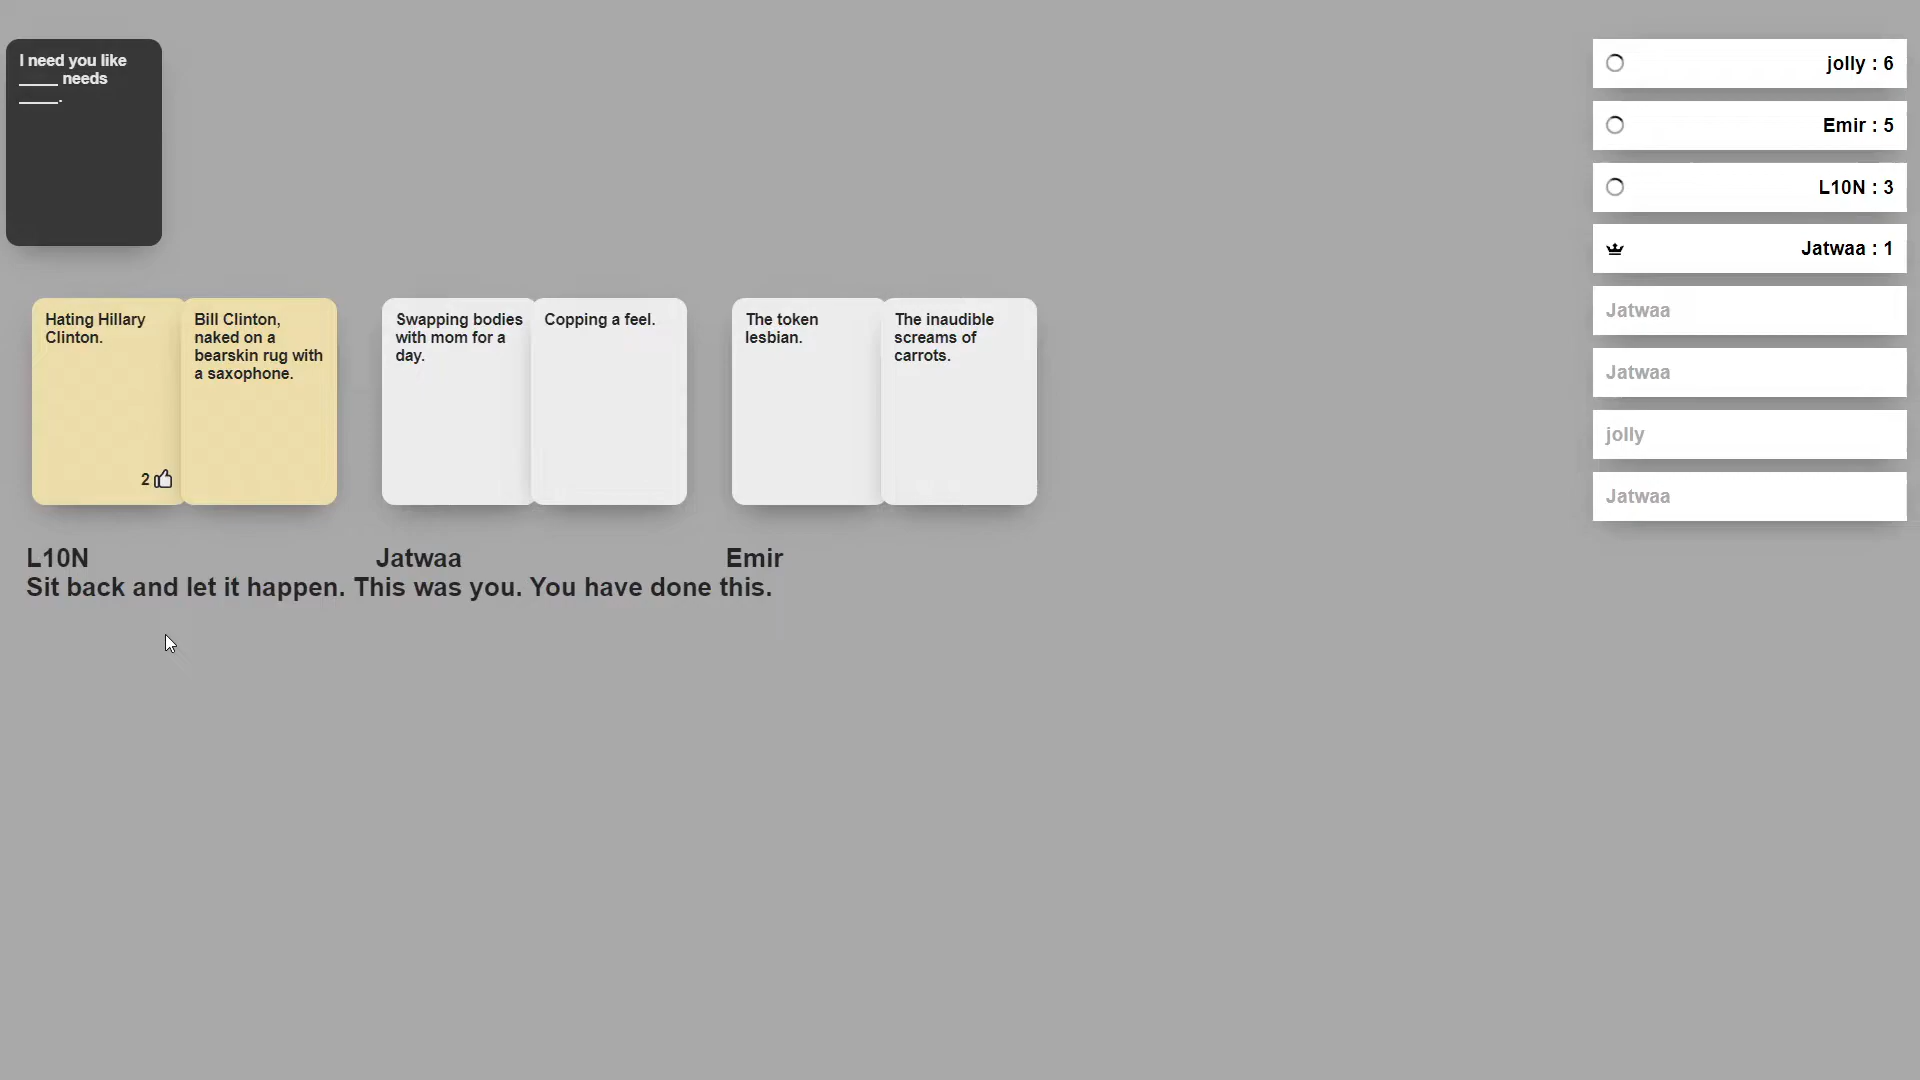 I need you like
_____ needs
_____.
Hating Hillary
Clinton.
2
Bill Clinton,
naked on a
bearskin rug with
a saxophone.
Swapping bodies
with mom for a
day.
Copping a feel.
The token
lesbian.
The inaudible
screams of
carrots.
L10N
Jatwaa
Emir
Sit back and let it happen. This was you. You have done this.
jolly : 6
Emir : 5
L10N : 3
Jatwaa : 1
Jatwaa
Jatwaa
jolly
Jatwaa